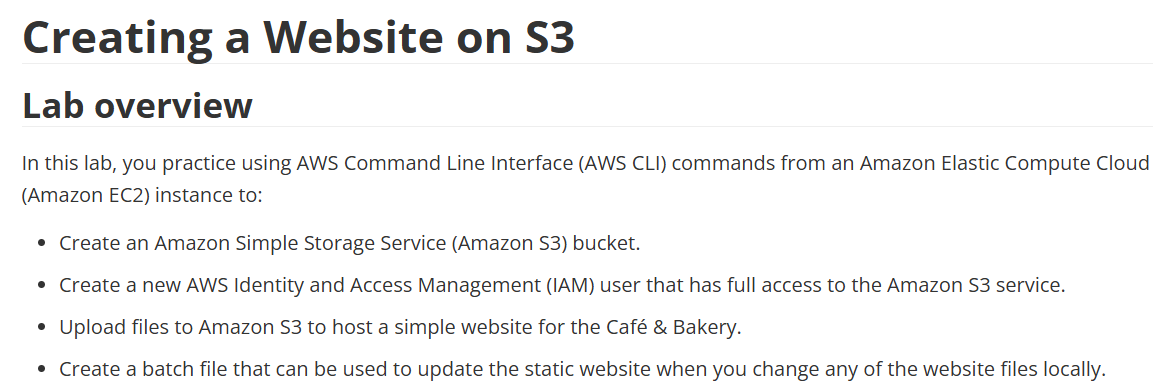 Creating a Website on S3
Lab overview
In this lab, you practice using AWS Command Line Interface (AWS CLI) commands from an Amazon Elastic Compute Cloud
(Amazon EC2) instance to:
Create an Amazon Simple Storage Service (Amazon S3) bucket.
Create a new AWS Identity and Access Management (IAM) user that has full access to the Amazon S3 service.
Upload files to Amazon S3 to host a simple website for the Café & Bakery.
Create a batch file that can be used to update the static website when you change any of the website files locally.